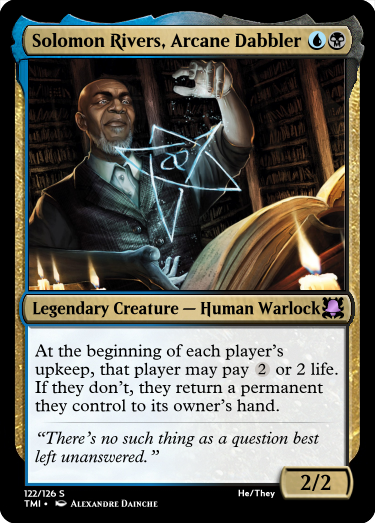 Solomon Rivers, Arcane Dabbler
Legendary Creature — Human Warlock
At the beginning of each player's
upkeep, that player may pay 2 or 2 life.
If they don't, they return a permanent
they control to its owner's hand.
“There's no such thing as a question best
left unanswered.”
2/2
122/126 S
He/They
TMI • Alexandre Dainche